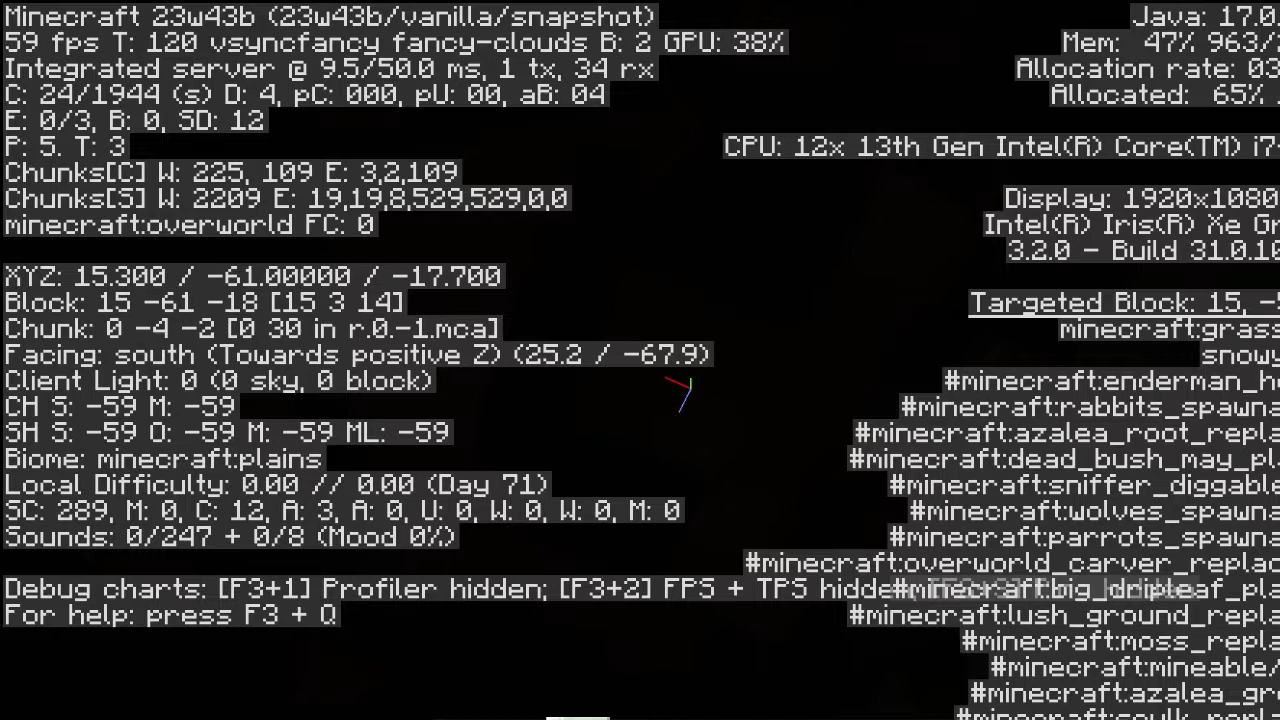 Minecraft 23w43b (23w43b/vanilla/snapshot)
59 fps T: 120 vsyncfancy fancy-clouds B: 2 GPU: 38%
Integrated server @ 9.5/50.0 ms, 1 tx, 34 rx
C: 24/1944 (s) D: 4, pC: 000, pU: 00, aB: 04
E: 0/3, B: 0, SD: 12
P: 5. T: 3
Chunks[C] W: 225, 109 E: 3,2,109
Chunks[S] W: 2209 E: 19,19,8,529,529,0,0
minecraft:overworld FC: 0
XYZ: 15.300 / -61.00000 / -17.700
Block: 15 -61 -18 [15 3 14]
Chunk: 0 -4 -2 [0 30 in r.0.-1.mca]
Facing: south (Towards positive Z) (25.2 / -67.9)
Client Light: 0 (0 sky, 0 block)
CH S: -59 M: -59
SH S: -59 O: -59 M: -59 ML: -59
Biome: minecraft:plains
Local Difficulty: 0.00 // 0.00 (Day 71)
SC: 289, M: 0, C: 12, A: 3, A: 0, U: 0, W: 0, W: 0, M: 0
Sounds: 0/247 + 0/8 (Mood 0%)
Debug charts: [F3+1] Profiler hidden; [F3+2] FPS + TPS hidde
For help: press F3 + Q
Java: 17.0.
Mem: 47% 963/
Allocation rate: 03
Allocated: 65%
CPU: 12x 13th Gen Intel(R) Core(TM) i7-
Display: 1920x1080
Intel(R) Iris(R) Xe Gr
3.2.0 - Build 31.0.10
Targeted Block: 15, -5
minecraft:grass
snowy
#minecraft:enderman_h
#minecraft:rabbits_spawna
#minecraft:azalea_root_repla
#minecraft:dead_bush_may_pla
#minecraft:sniffer_diggable
#minecraft:wolves_spawna
#minecraft:parrots_spawna
#minecraft:overworld_carver_replac
#minecraft:big_dripleaf_pla
#minecraft:lush_ground_repla
#minecraft:moss_repla
#minecraft:mineable/
#minecraft:azalea_gro